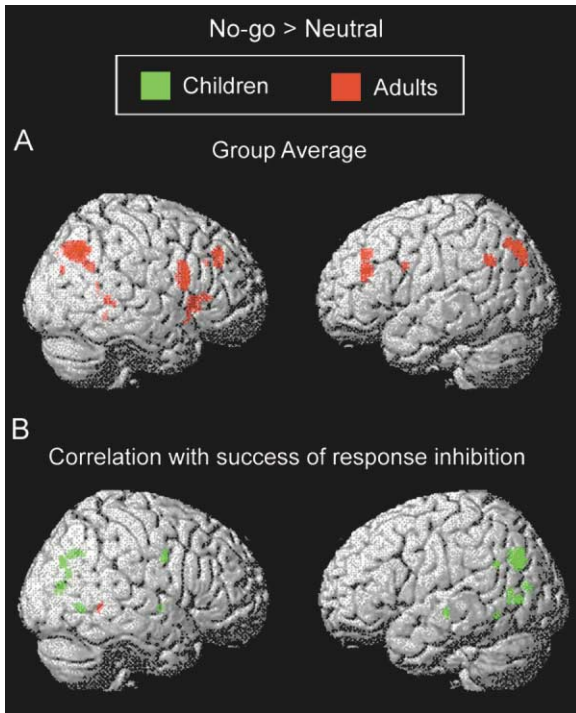 No-go > Neutral
Children Adults
A
Group Average
B
Correlation with success of response inhibition